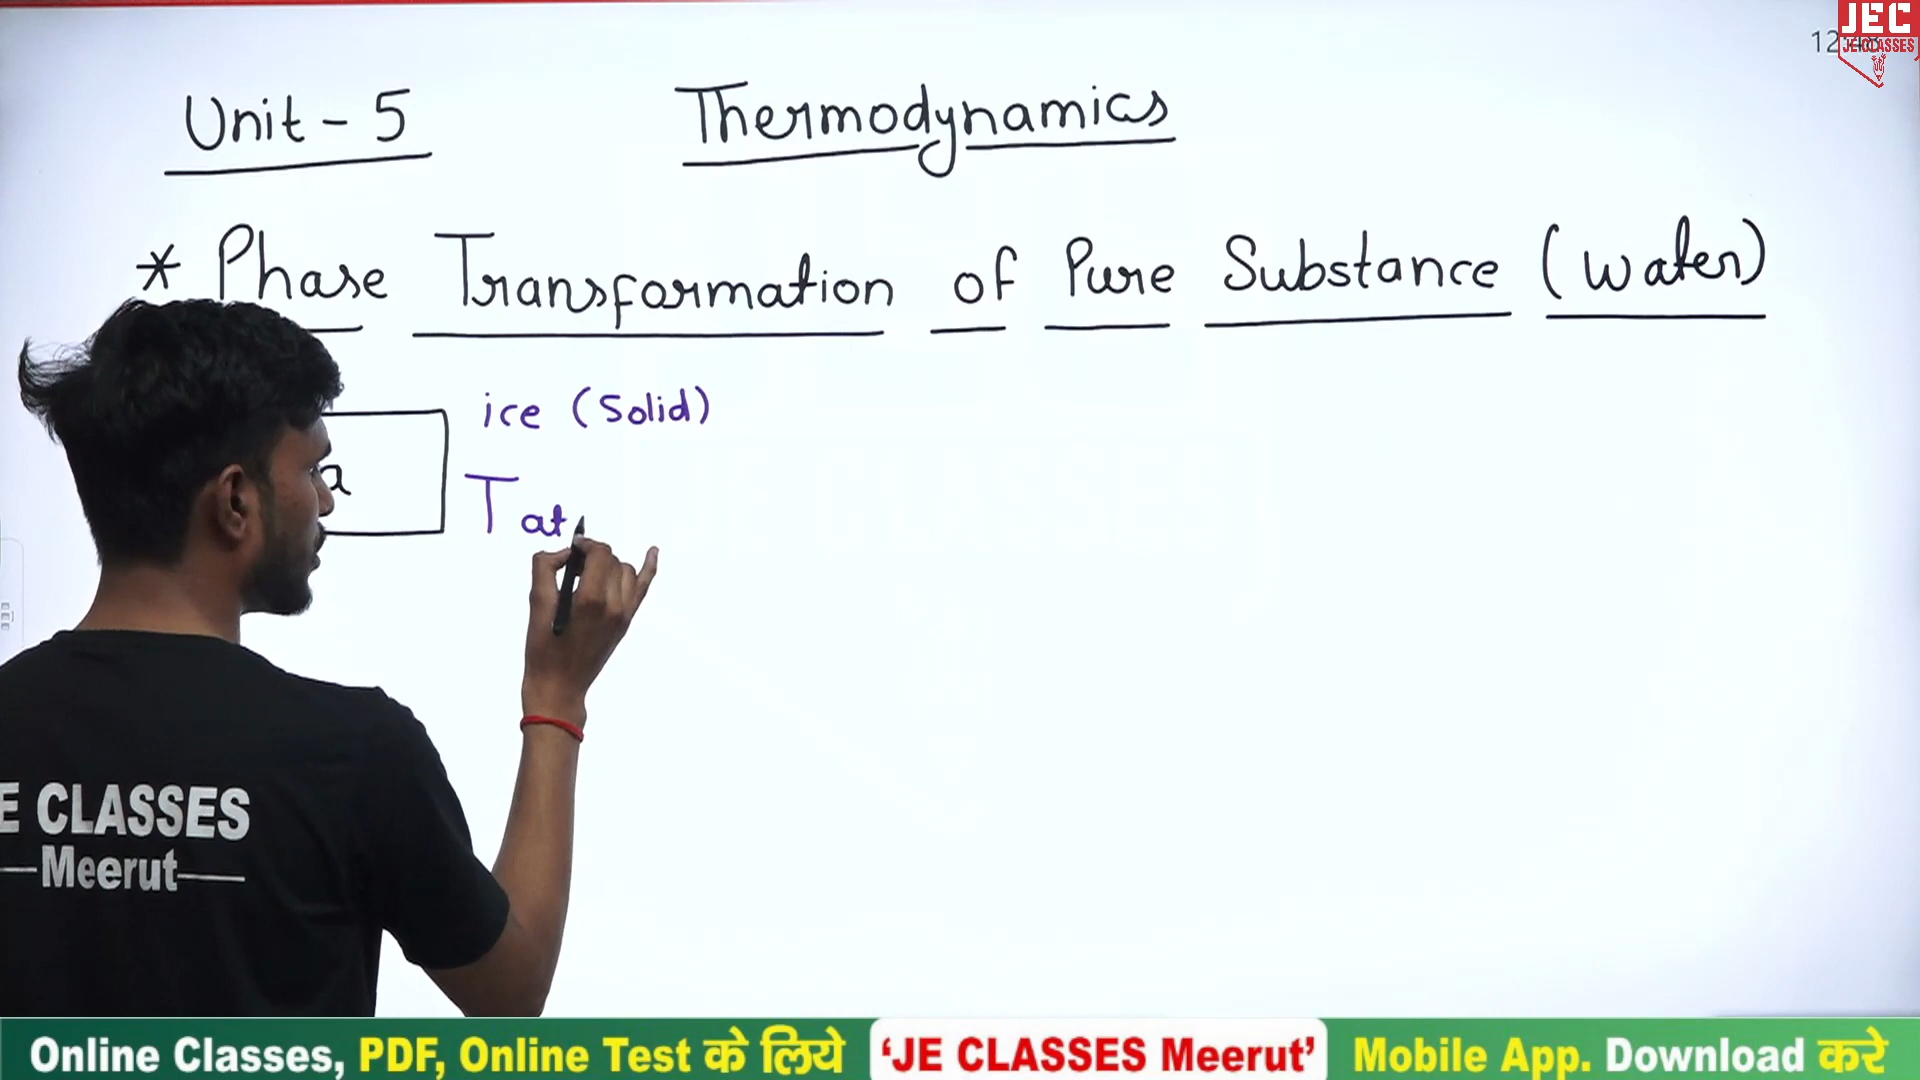 JEC
JE CLASSES
Unit - 5 Thermodynamics
* Phase Transformation of Pure Substance (water)
ice (Solid)
a
T at
E CLASSES
Meerut
Online Classes, PDF, Online Test के लिये 'JE CLASSES Meerut' Mobile App. Download करे